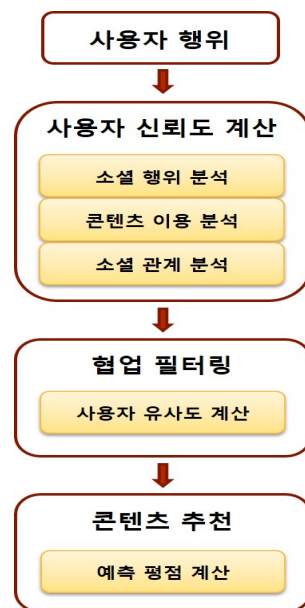 사용자 행위
사용자 신뢰도 계산
소셜 행위 분석
콘텐츠 이용 분석
소셜 관계 분석
협업 필터링
사용자 유사도 계산
콘텐츠 추천
예측 평점 계산